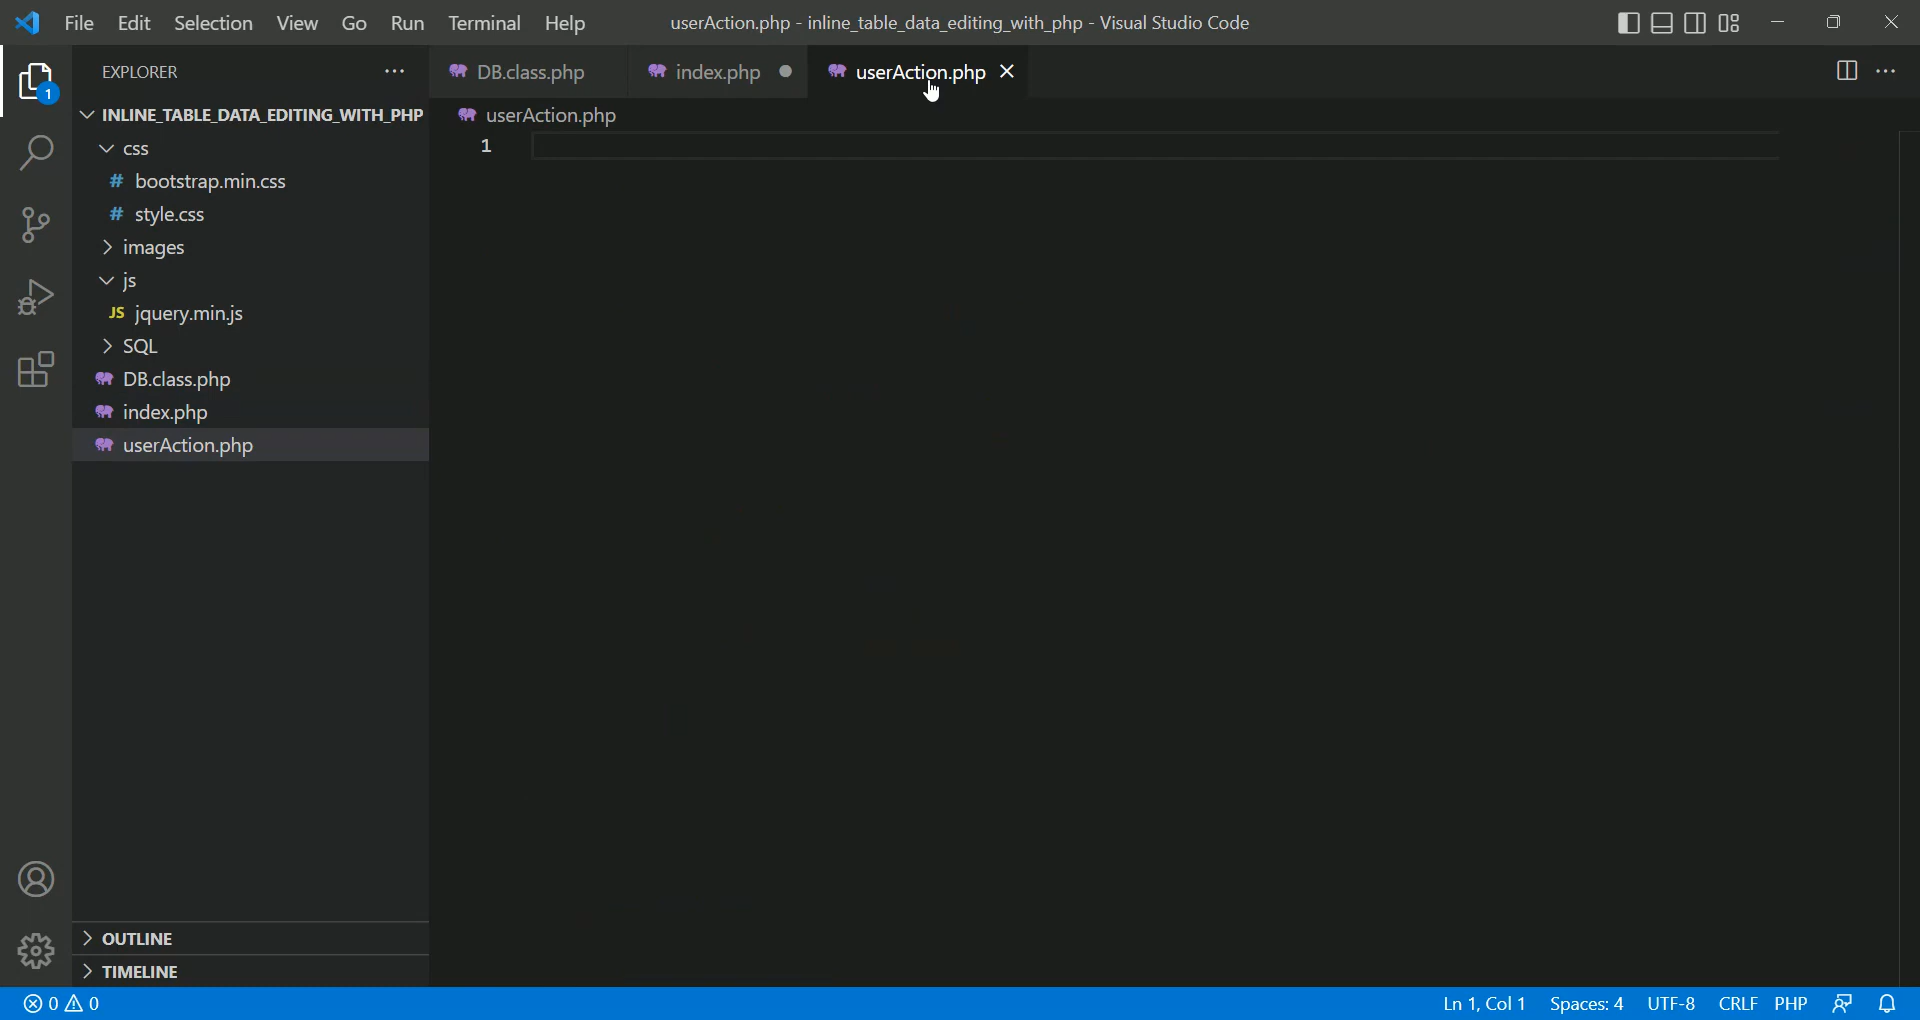 File Edit Selection View Go Run Terminal Help userAction.php - inline_table_data_editing_with_php - Visual Studio Code
EXPLORER DB.class.php index.php userAction.php
1
INLINE_TABLE_DATA_EDITING_WITH_PHP userAction.php
css 1
# bootstrap.min.css
# style.css
images
js
JS jquery.min.js
SQL
DB.class.php
index.php
userAction.php
OUTLINE
TIMELINE
0 0 Ln 1, Col 1 Spaces: 4 UTF-8 CRLF PHP